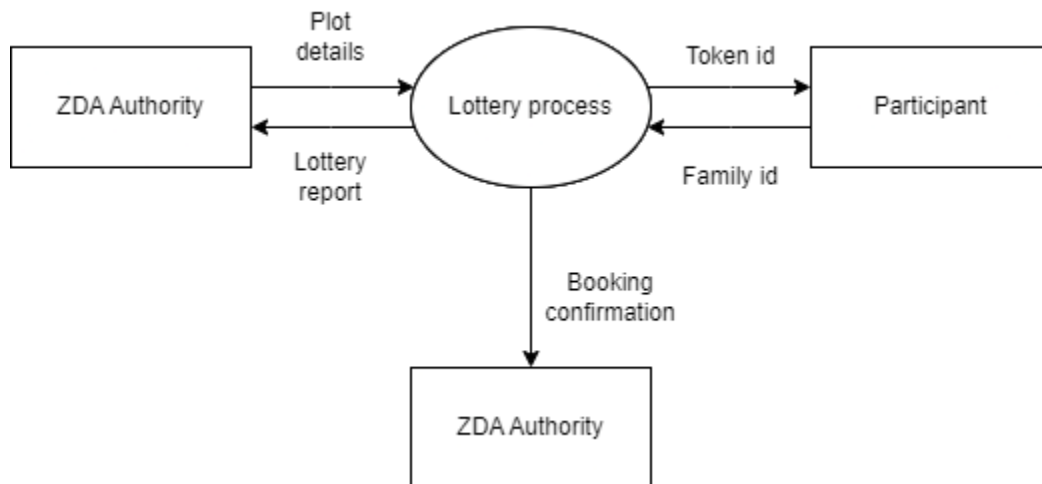 Plot
details
Token id
ZDA Authority
Lottery process
Participant
Lottery
report
Family id
Booking
confirmation
ZDA Authority